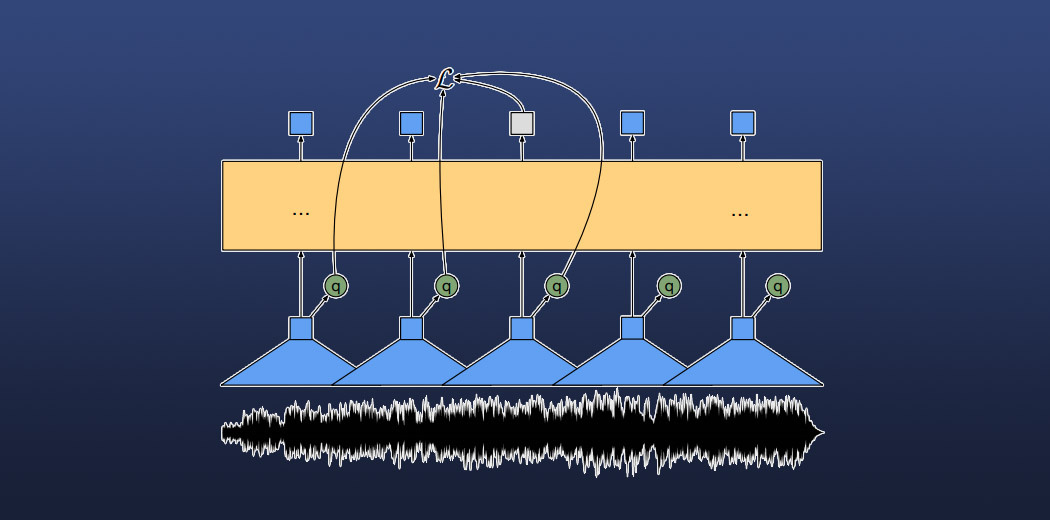 ℒ
... ...
q q q q q